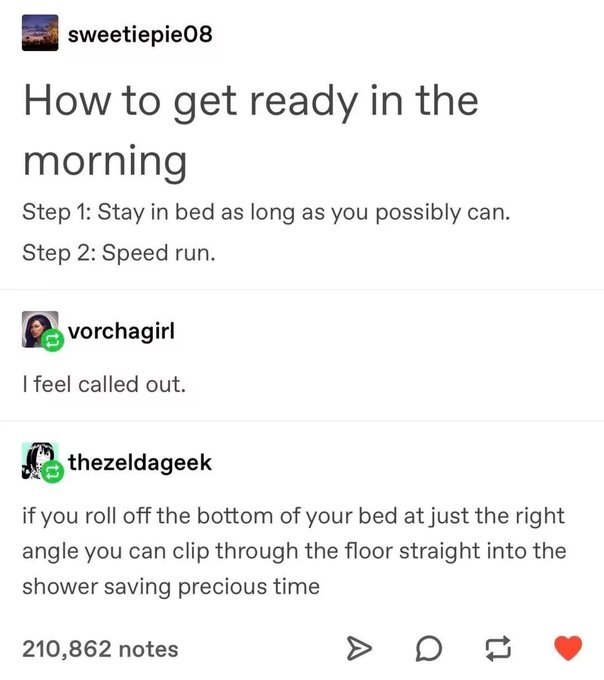 sweetiepie08
How to get ready in the
morning
Step 1: Stay in bed as long as you possibly can.
Step 2: Speed run.
vorchagirl
I feel called out.
thezeldageek
if you roll off the bottom of your bed at just the right
angle you can clip through the floor straight into the
shower saving precious time
210,862 notes